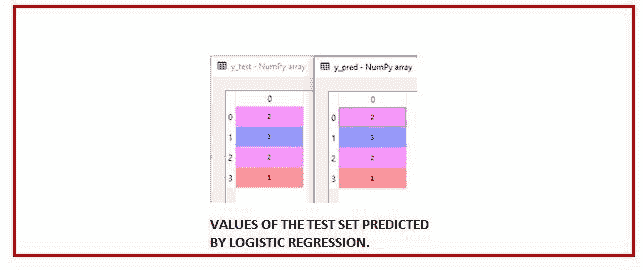 y_test - NumPy array
y_pred - NumPy array
0
0
0 2
0 2
1 3
1 3
2 2
2 2
3 1
3 1
VALUES OF THE TEST SET PREDICTED
BY LOGISTIC REGRESSION.